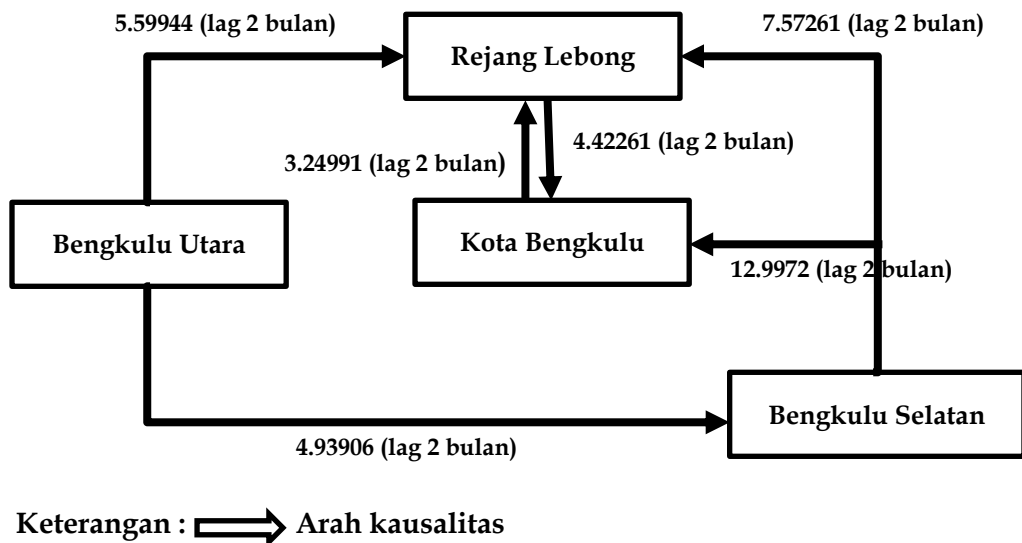 5.59944 (lag 2 bulan)
7.57261 (lag 2 bulan)
Rejang Lebong
4.42261 (lag 2 bulan)
3.24991 (lag 2 bulan)
Bengkulu Utara
Kota Bengkulu
12.9972 (lag 2 bulan)
Bengkulu Selatan
4.93906 (lag 2 bulan)
Keterangan : Arah kausalitas